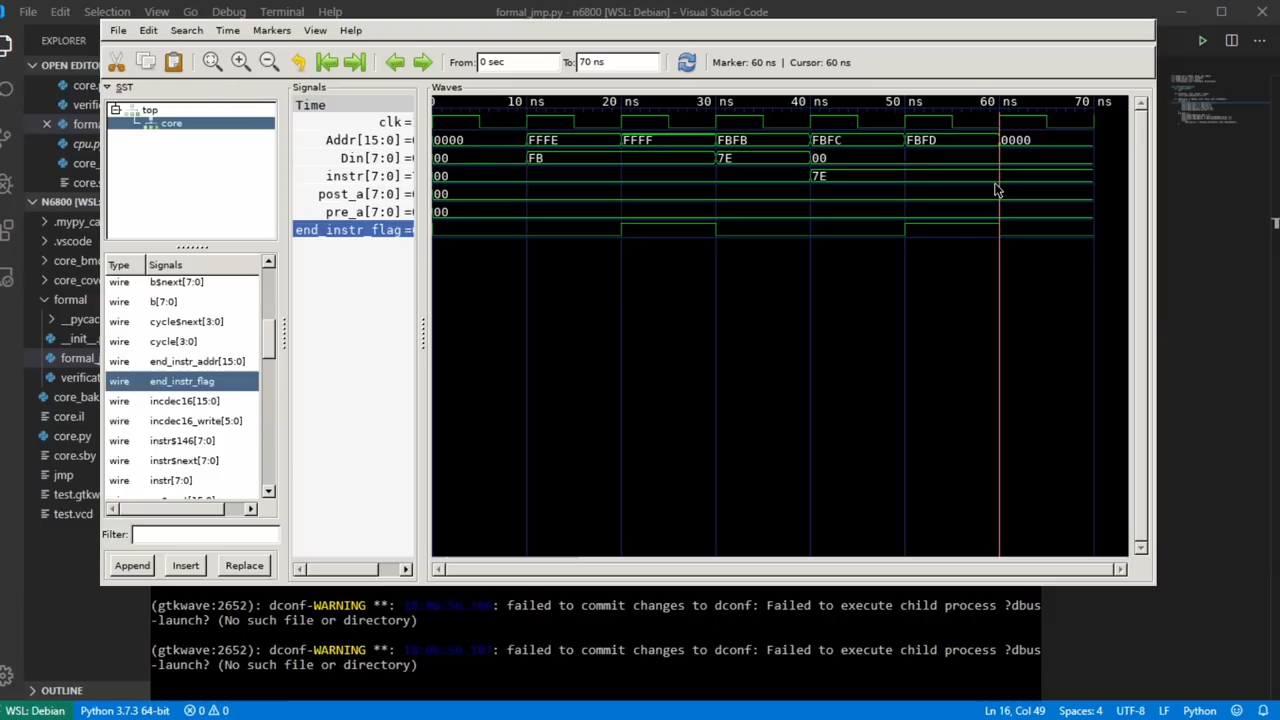 File Edit Selection View Go Debug Terminal Help formal_jmp.py - n6800 [WSL: Debian] - Visual Studio Code
File Edit Search Time Markers View Help
From: 0 sec To: 70 ns Marker: 60 ns | Cursor: 60 ns
EXPLORER
OPEN EDITO
core.
verific
forma
cpu.p
core_
core.s
N6800 [WSL
.mypy_ca
.vscode
core_bm
core_cov
formal
__pycac
__init__.
formal_
verificat
core_bak
core.il
core.py
core.sby
jmp
test.gtkw
test.vcd
OUTLINE
SST
top
core
Type Signals
wire b$next[7:0]
wire b[7:0]
wire cycle$next[3:0]
wire cycle[3:0]
wire end_instr_addr[15:0]
wire end_instr_flag
wire incdec16[15:0]
wire incdec16_write[5:0]
wire instr$146[7:0]
wire instr$next[7:0]
wire instr[7:0]
Filter:
Append Insert Replace
Signals
Time
clk =
Addr[15:0] =
Din[7:0] =
instr[7:0] =
post_a[7:0] =
pre_a[7:0] =
end_instr_flag =
Waves
0 10 ns 20 ns 30 ns 40 ns 50 ns 60 ns 70 ns
0000 FFFE FFFF FBFB FBFC FBFD 0000
00 FB 7E 00
00 7E
00
00
(gtkwave:2652): dconf-WARNING **: : failed to commit changes to dconf: Failed to execute child process ?dbus
-launch? (No such file or directory)
(gtkwave:2652): dconf-WARNING **: : failed to commit changes to dconf: Failed to execute child process ?dbus
-launch? (No such file or directory)
WSL: Debian Python 3.7.3 64-bit 0 0 Ln 16, Col 49 Spaces: 4 UTF-8 LF Python